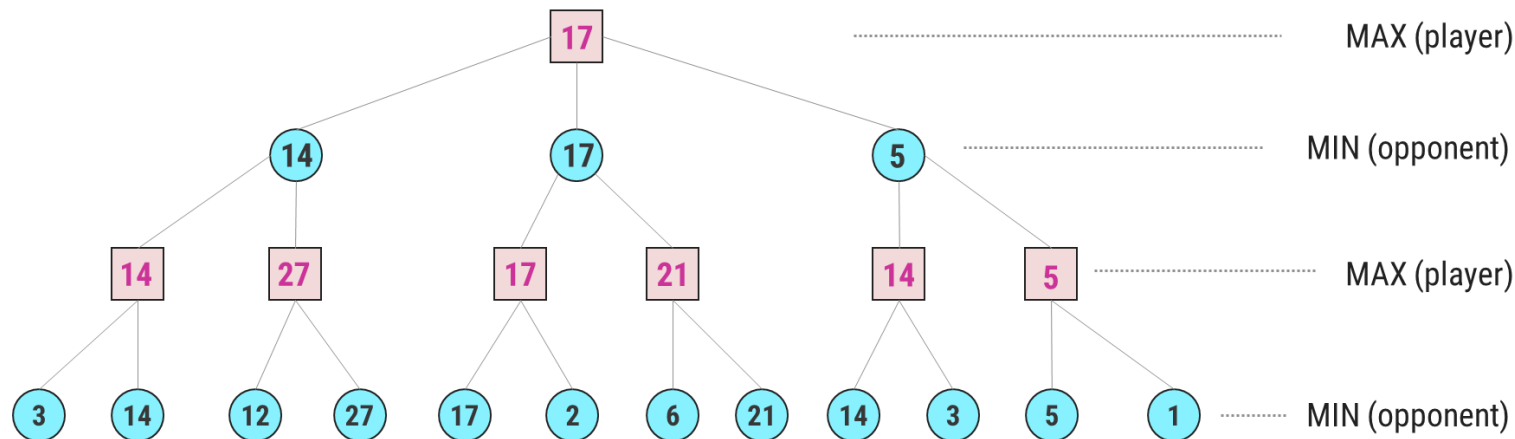 17 MAX (player)
14 17 5 MIN (opponent)
14 27 17 21 14 5 MAX (player)
3 14 12 27 17 2 6 21 14 3 5 1 MIN (opponent)